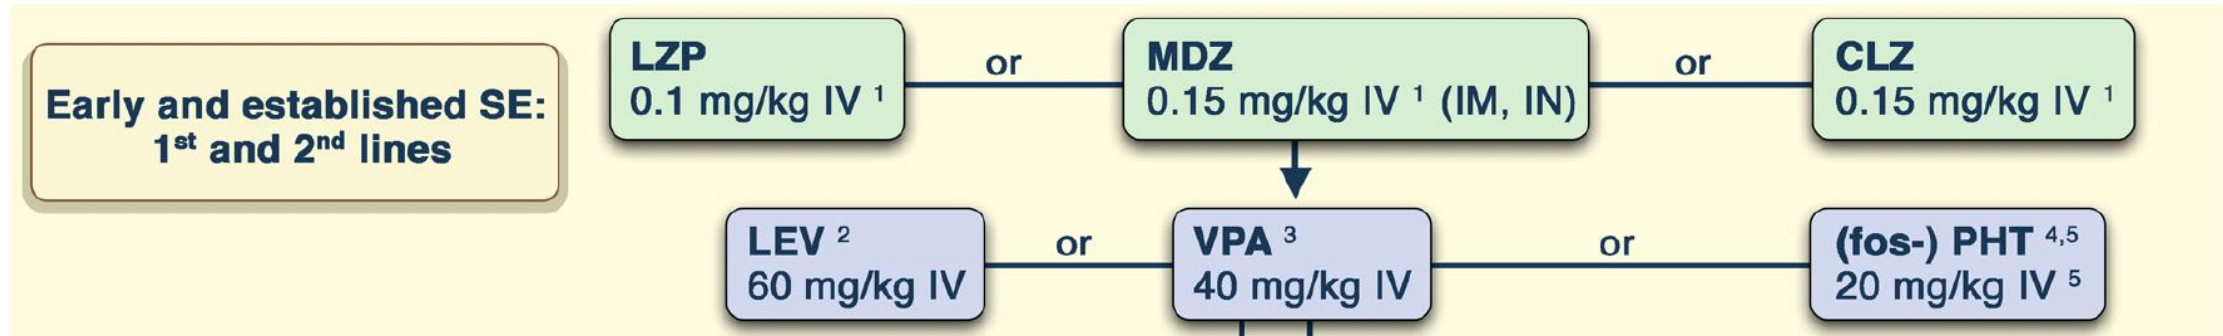 Early and established SE:
1st and 2nd lines
LZP
0.1 mg/kg IV 1
or
MDZ
0.15 mg/kg IV 1 (IM, IN)
or
CLZ
0.15 mg/kg IV 1
LEV 2
60 mg/kg IV
or
VPA 3
40 mg/kg IV
or
(fos-) PHT 4,5
20 mg/kg IV 5